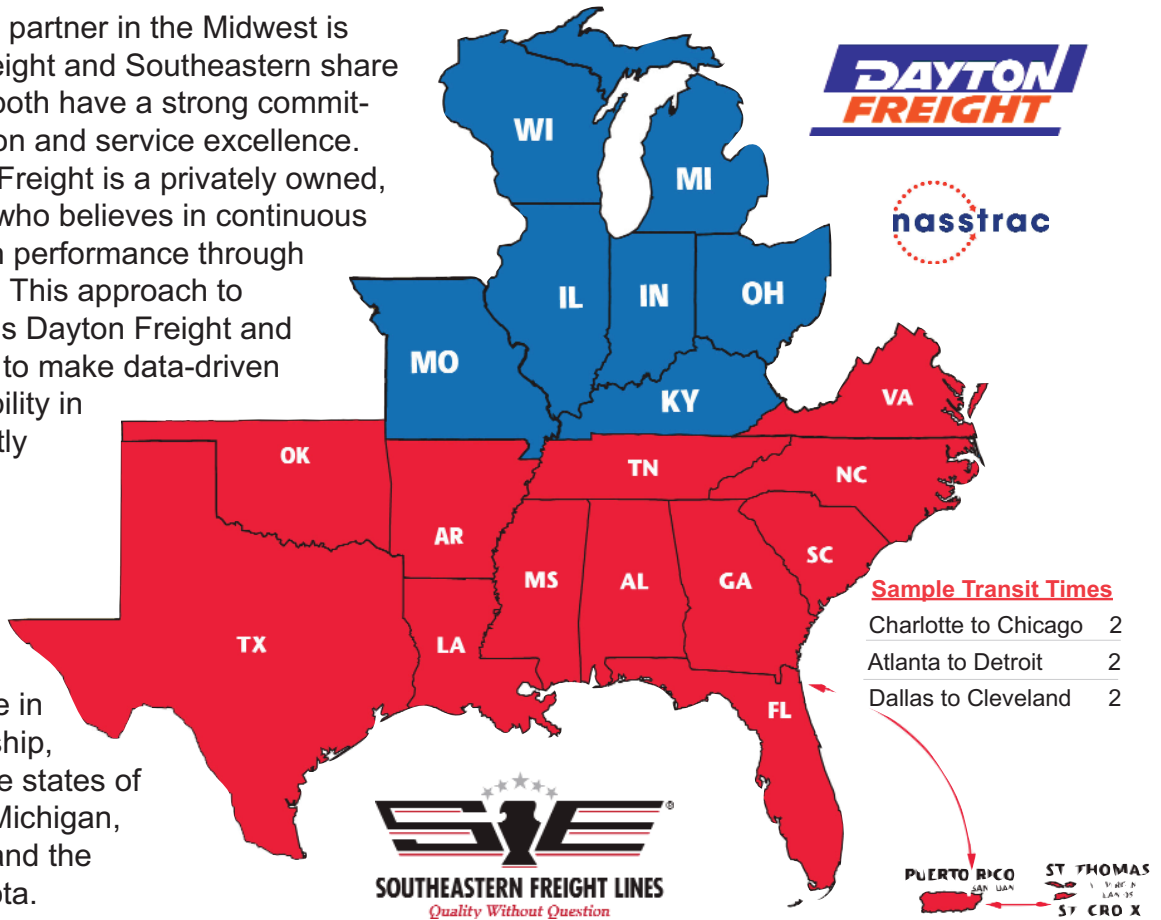 partner in the Midwest is
eight and Southeastern share
both have a strong commit-
on and service excellence.
Freight is a privately owned,
who believes in continuous
performance through
This approach to
s Dayton Freight and
to make data-driven
bility in
tly
e in
ship,
e states of
Michigan,
and the
ota.
DAYTON
FREIGHT
nasstrac
WI
MI
IL
IN
OH
MO
KY
VA
OK
TN
NC
AR
SC
MS
AL
GA
TX
LA
FL
Sample Transit Times
Charlotte to Chicago 2
Atlanta to Detroit 2
Dallas to Cleveland 2
SE
®
SOUTHEASTERN FREIGHT LINES
Quality Without Question
PUERTO RICO
SAN JUAN
ST THOMAS
ST CROIX